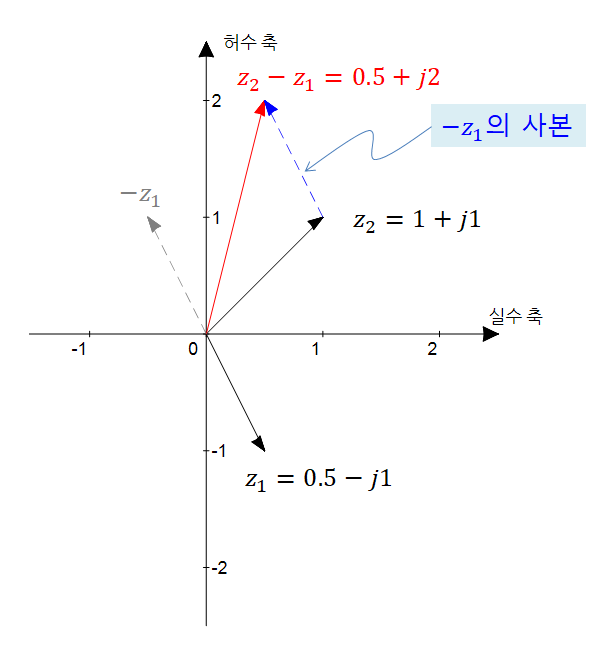 허수 축
z₂ − z₁ = 0.5 + j2
2
−z₁의 사본
−z₁
1
z₂ = 1 + j1
실수 축
-1
0
1
2
-1
z₁ = 0.5 − j1
-2